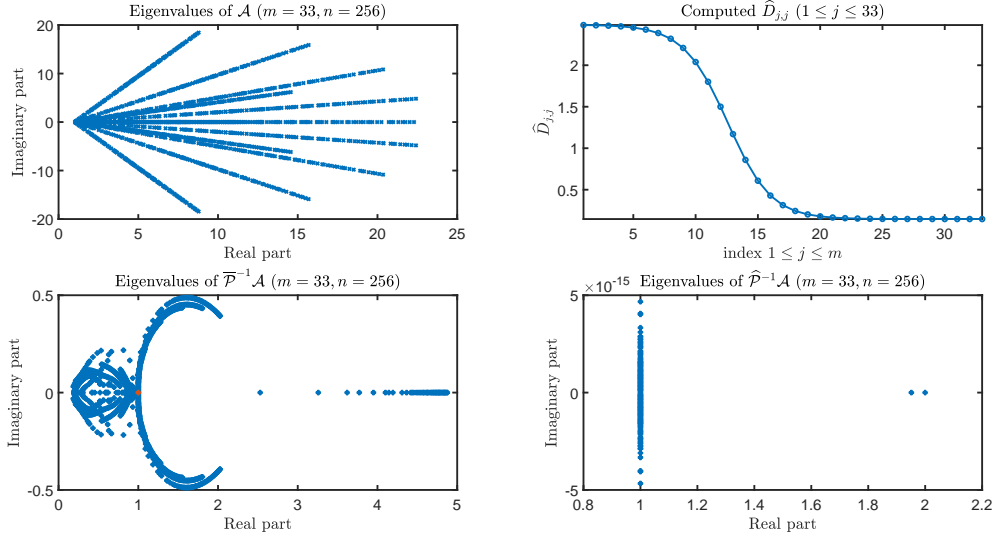 Eigenvalues of 𝒜 (m = 33, n = 256)
Imaginary part
20
10
0
-10
-20
0 5 10 15 20 25
Real part
Computed D̂_{j,j} (1 ≤ j ≤ 33)
D̂_{j,j}
2
1.5
1
0.5
5 10 15 20 25 30
index 1 ≤ j ≤ m
Eigenvalues of 𝒫̅⁻¹𝒜 (m = 33, n = 256)
Imaginary part
0.5
0
-0.5
0 1 2 3 4 5
Real part
Eigenvalues of 𝒫̂⁻¹𝒜 (m = 33, n = 256)
×10⁻¹⁵
Imaginary part
5
0
-5
0.8 1 1.2 1.4 1.6 1.8 2 2.2
Real part